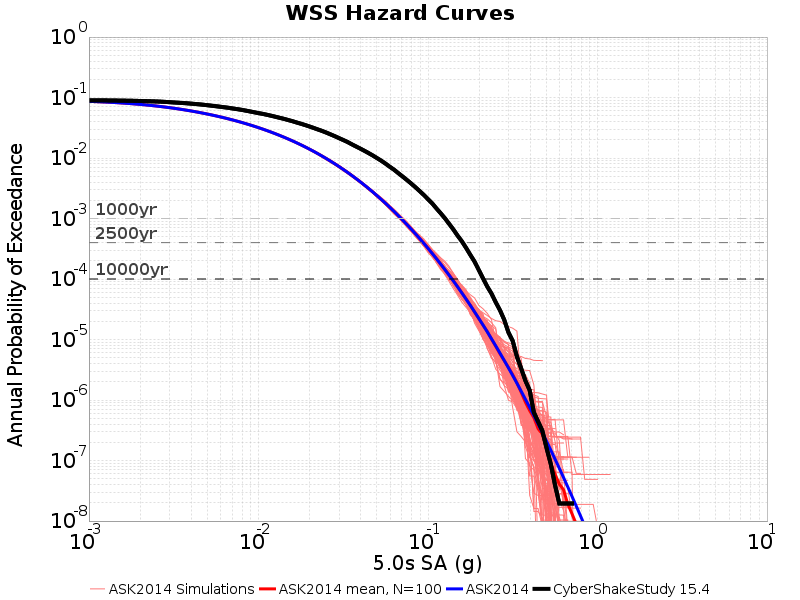 WSS Hazard Curves
Annual Probability of Exceedance
10^0
10^-1
10^-2
10^-3
10^-4
10^-5
10^-6
10^-7
10^-8
1000yr
2500yr
10000yr
10^-3
10^-2
10^-1
10^0
10^1
5.0s SA (g)
ASK2014 Simulations
ASK2014 mean, N=100
ASK2014
CyberShakeStudy 15.4